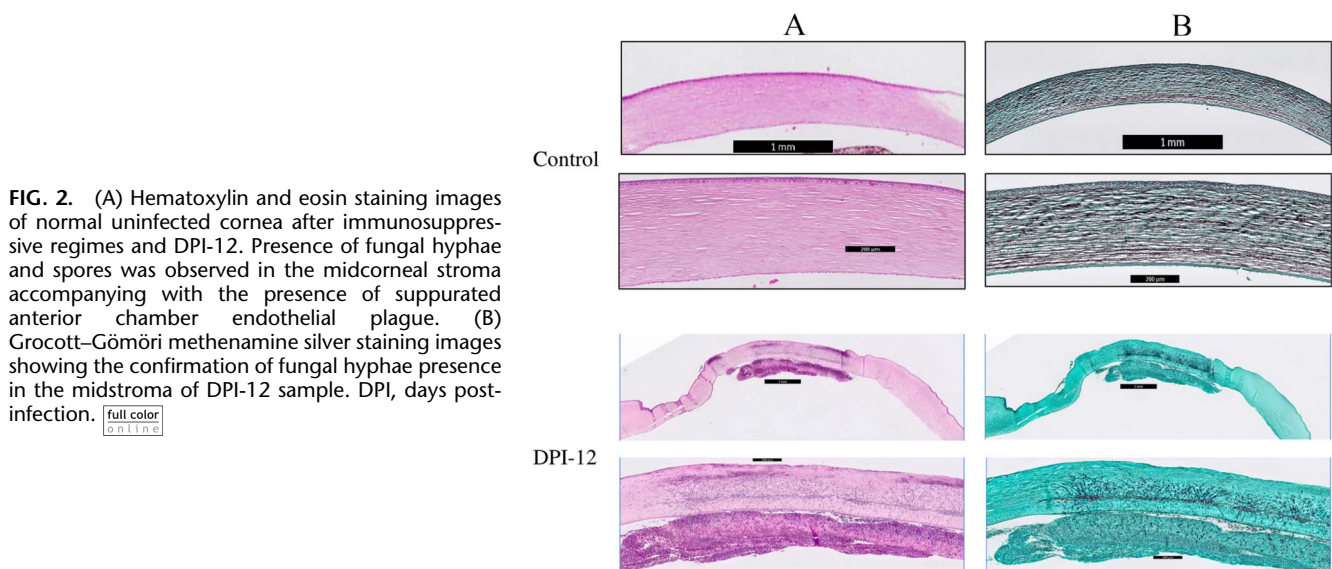 A
B
1 mm
1 mm
Control
200 µm
200 µm
FIG. 2. (A) Hematoxylin and eosin staining images
of normal uninfected cornea after immunosuppres-
sive regimes and DPI-12. Presence of fungal hyphae
and spores was observed in the midcorneal stroma
accompanying with the presence of suppurated
anterior chamber endothelial plague. (B)
Grocott–Gömöri methenamine silver staining images
showing the confirmation of fungal hyphae presence
in the midstroma of DPI-12 sample. DPI, days post-
infection. full color
online
DPI-12